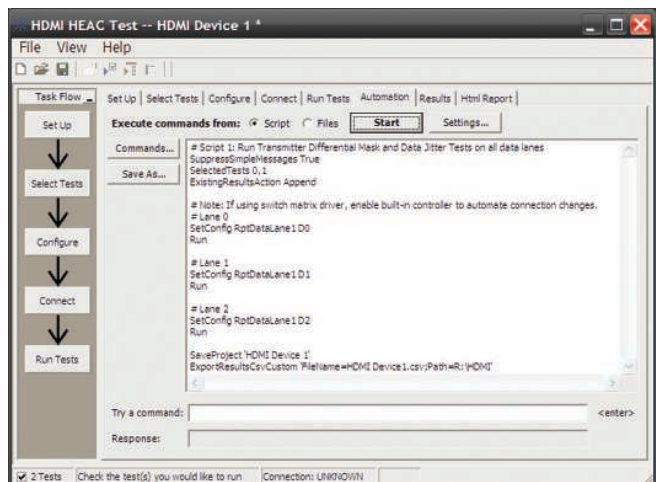 HDMI HEAC Test -- HDMI Device 1 *
File View Help
Task Flow
Set Up | Select Tests | Configure | Connect | Run Tests | Automation | Results | Html Report |
Set Up
Select Tests
Configure
Connect
Run Tests
Execute commands from: Script Files Start Settings...
Commands...
Save As...
# Script 1: Run Transmitter Differential Mask and Data Jitter Tests on all data lanes
SuppressSimpleMessages True
SelectedTests 0,1
ExistingResultsAction Append
# Note: If using switch matrix driver, enable built-in controller to automate connection changes.
# Lane 0
SetConfig RptDataLane1 D0
Run
# Lane 1
SetConfig RptDataLane1 D1
Run
# Lane 2
SetConfig RptDataLane1 D2
Run
SaveProject 'HDMI Device 1'
ExportResultsCsvCustom 'FileName=HDMI Device1.csv;Path=R:\HDMI'
Try a command: <enter>
Response:
2 Tests Check the test(s) you would like to run Connection: UNKNOWN